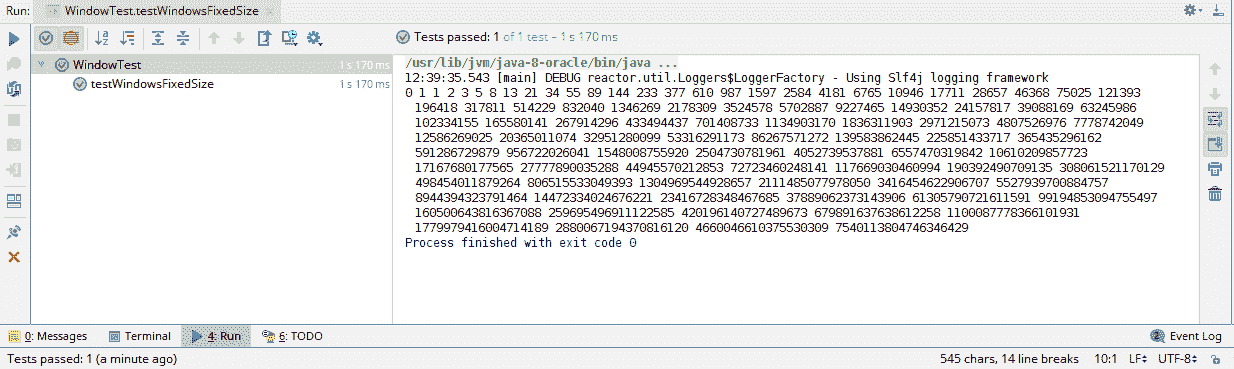 Run: WindowTest.testWindowsFixedSize
Tests passed: 1 of 1 test – 1 s 170 ms
WindowTest 1 s 170 ms
testWindowsFixedSize 1 s 170 ms
/usr/lib/jvm/java-8-oracle/bin/java ...
12:39:35.543 [main] DEBUG reactor.util.Loggers$LoggerFactory - Using Slf4j logging framework
0 1 1 2 3 5 8 13 21 34 55 89 144 233 377 610 987 1597 2584 4181 6765 10946 17711 28657 46368 75025 121393
196418 317811 514229 832040 1346269 2178309 3524578 5702887 9227465 14930352 24157817 39088169 63245986
102334155 165580141 267914296 433494437 701408733 1134903170 1836311903 2971215073 4807526976 7778742049
12586269025 20365011074 32951280099 53316291173 86267571272 139583862445 225851433717 365435296162
591286729879 956722026041 1548008755920 2504730781961 4052739537881 6557470319842 10610209857723
17167680177565 27777890035288 44945570212853 72723460248141 117669030460994 190392490709135 308061521170129
498454011879264 806515533049393 1304969544928657 2111485077978050 3416454622906707 5527939700884757
8944394323791464 14472334024676221 23416728348467685 37889062373143906 61305790721611591 99194853094755497
160500643816367088 259695496911122585 420196140727489673 679891637638612258 1100087778366101931
1779979416004714189 2880067194370816120 4660046610375530309 7540113804746346429
Process finished with exit code 0
0: Messages Terminal 4: Run 6: TODO Event Log
Tests passed: 1 (a minute ago) 545 chars, 14 line breaks 10:1 LF UTF-8